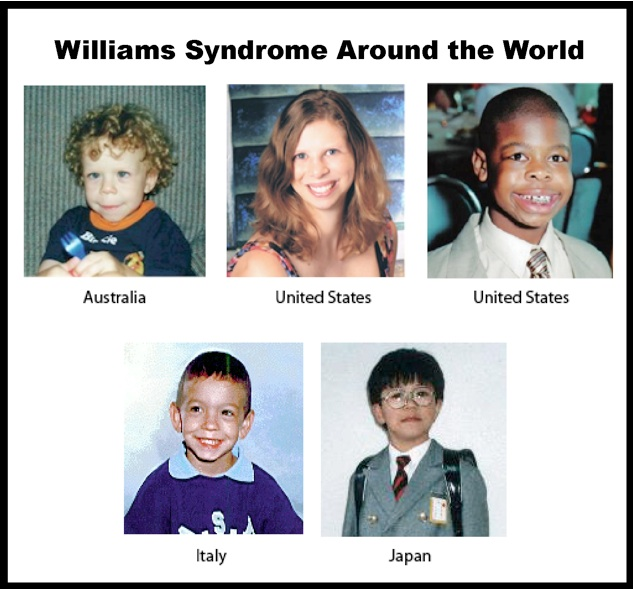 Williams Syndrome Around the World
Australia
United States
United States
Italy
Japan